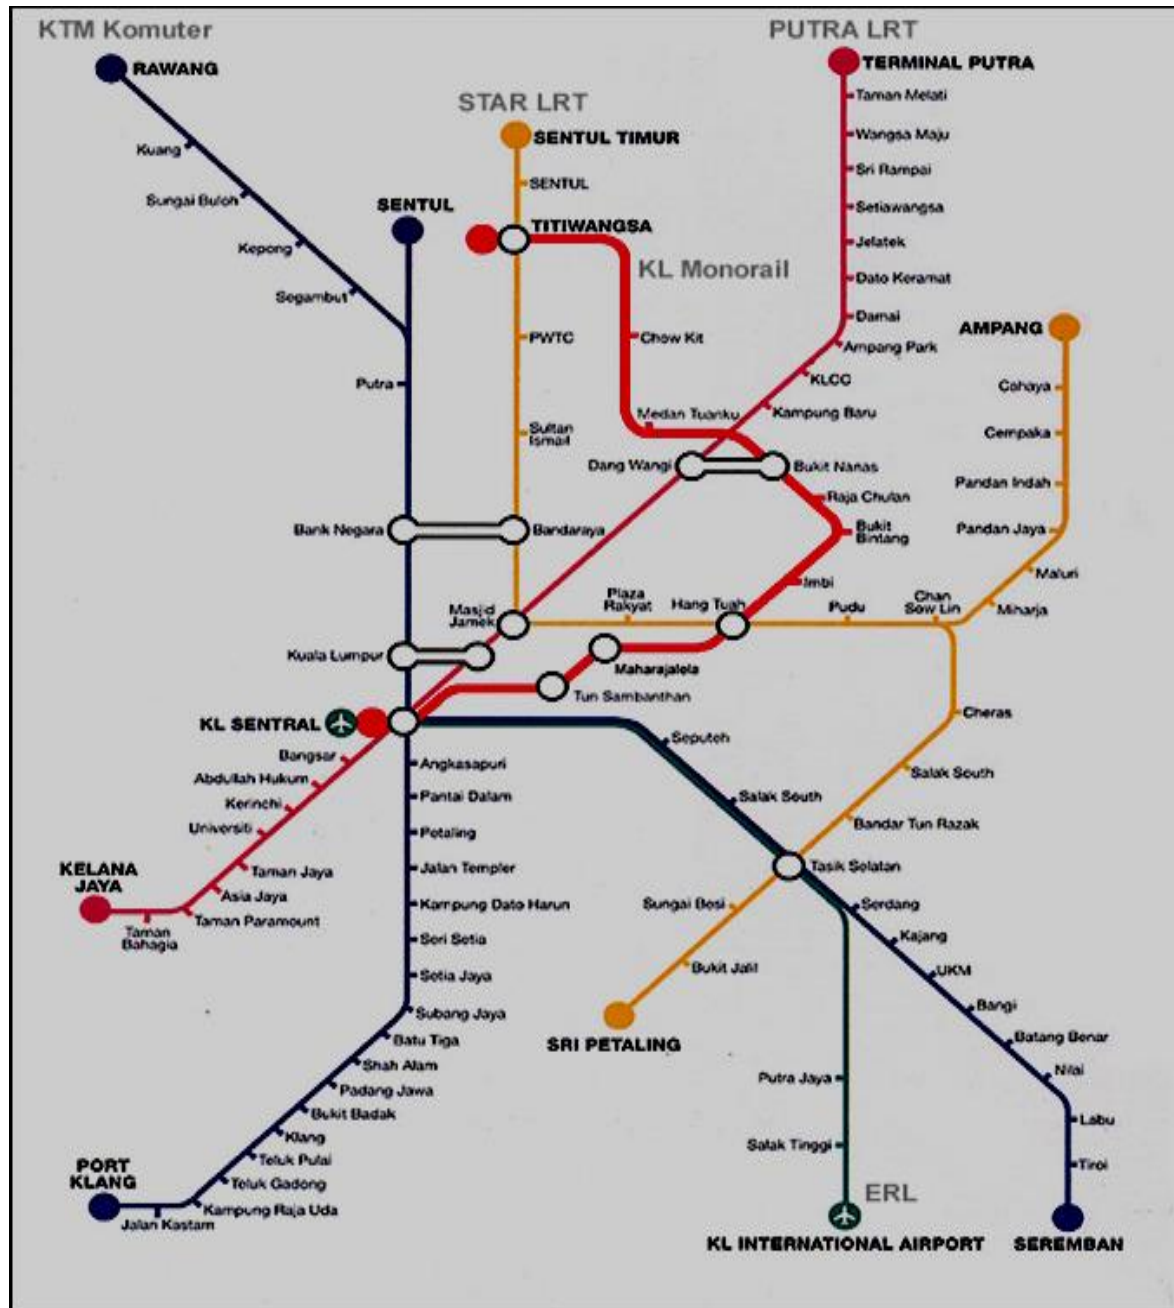 KTM Komuter
PUTRA LRT
RAWANG
TERMINAL PUTRA
Taman Melati
STAR LRT
SENTUL TIMUR
Wangsa Maju
Kuang
Sri Rampai
SENTUL
Sungai Buloh
SENTUL
Setiawangsa
TITIWANGSA
Jelatek
Kepong
KL Monorail
Dato Keramat
Segambut
Damai
AMPANG
PWTC
Chow Kit
Ampang Park
KLCC
Cahaya
Putra
Medan Tuanku
Kampung Baru
Sultan
Ismail
Cempaka
Dang Wangi
Bukit Nanas
Pandan Indah
Raja Chulan
Bank Negara
Bandaraya
Bukit
Bintang
Pandan Jaya
Maluri
Imbi
Masjid
Jamek
Plaza
Rakyat
Hang Tuah
Pudu
Chan
Sow Lin
Miharja
Kuala Lumpur
Maharajalela
Tun Sambanthan
KL SENTRAL
Cheras
Seputeh
Bangsar
Angkasapuri
Abdullah Hukum
Salak South
Pantai Dalam
Salak South
Kerinchi
Universiti
Petaling
Bandar Tun Razak
KELANA
JAYA
Taman Jaya
Jalan Templer
Tasik Selatan
Asia Jaya
Kampung Dato Harun
Sungai Besi
Serdang
Taman Paramount
Taman
Bahagia
Seri Setia
Kajang
Setia Jaya
Bukit Jalil
UKM
Subang Jaya
Bangi
Batu Tiga
SRI PETALING
Batang Benar
Shah Alam
Nilai
Padang Jawa
Putra Jaya
Bukit Badak
Labu
Klang
Salak Tinggi
Teluk Pulai
Tiroi
PORT
KLANG
Teluk Gadong
ERL
Kampung Raja Uda
Jalan Kastam
KL INTERNATIONAL AIRPORT
SEREMBAN